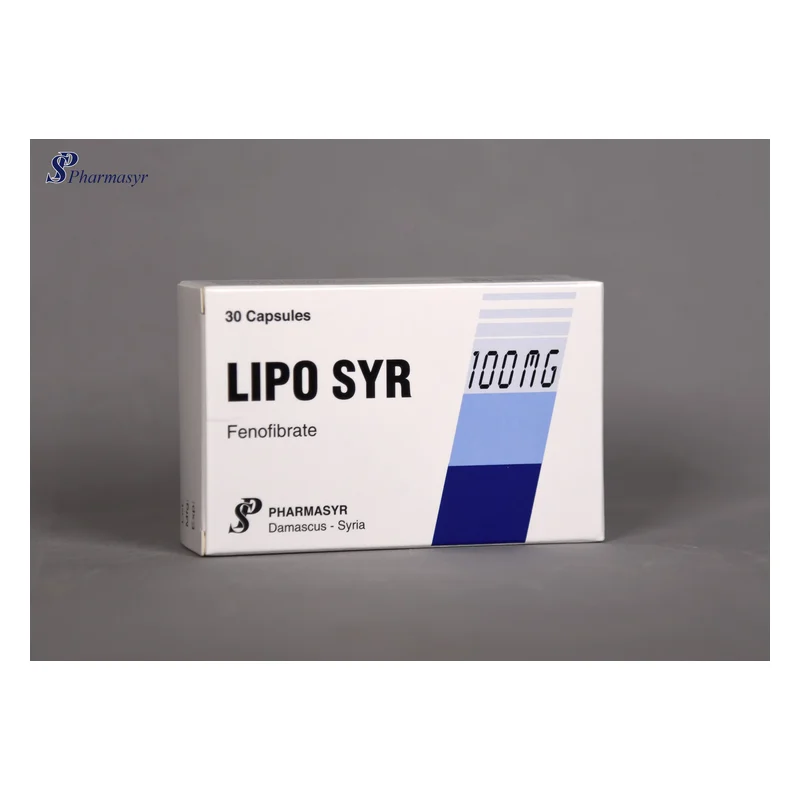 Pharmasyr
30 Capsules
LIPO SYR
100MG
Fenofibrate
PHARMASYR
Damascus - Syria